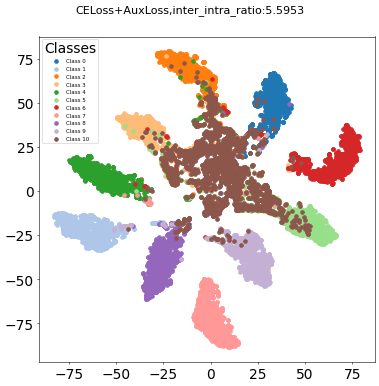 CELoss+AuxLoss,inter_intra_ratio:5.5953
Classes
Class 0
Class 1
Class 2
Class 3
Class 4
Class 5
Class 6
Class 7
Class 8
Class 9
Class 10
75
50
25
0
−25
−50
−75
−75 −50 −25 0 25 50 75